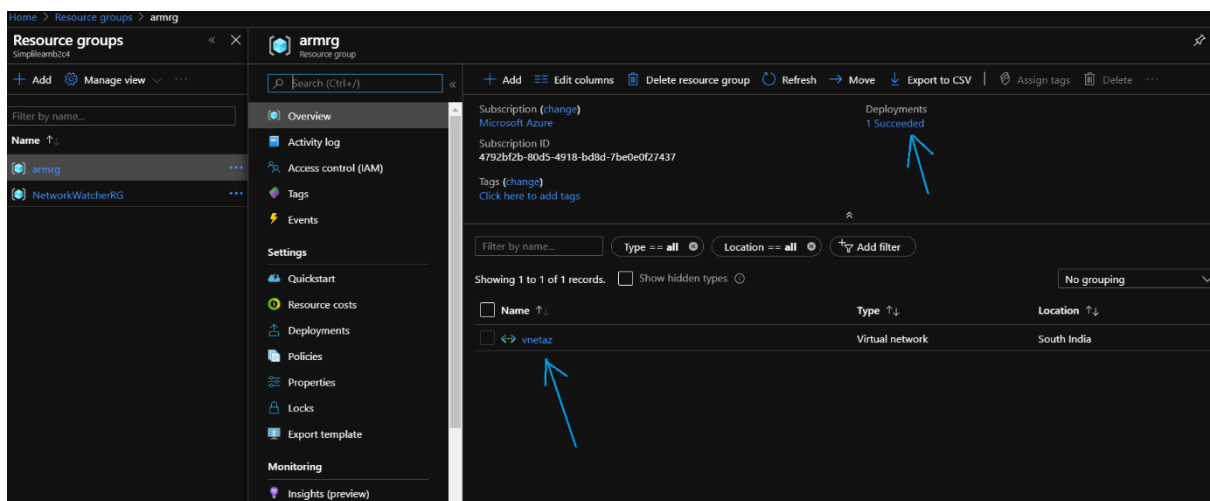 Home > Resource groups > armrg
Resource groups
Simplilearnb2c4
+ Add Manage view ...
Filter by name...
Name ↑↓
armrg ...
NetworkWatcherRG ...
armrg
Resource group
Search (Ctrl+/)
Overview
Activity log
Access control (IAM)
Tags
Events
Settings
Quickstart
Resource costs
Deployments
Policies
Properties
Locks
Export template
Monitoring
Insights (preview)
+ Add Edit columns Delete resource group Refresh → Move Export to CSV | Assign tags Delete ...
Subscription (change)
Microsoft Azure
Subscription ID
4792bf2b-80d5-4918-bd8d-7be0e0f27437
Tags (change)
Click here to add tags
Deployments
1 Succeeded
Filter by name... Type == all Location == all Add filter
Showing 1 to 1 of 1 records. Show hidden types No grouping
Name ↑↓ Type ↑↓ Location ↑↓
vnetaz Virtual network South India